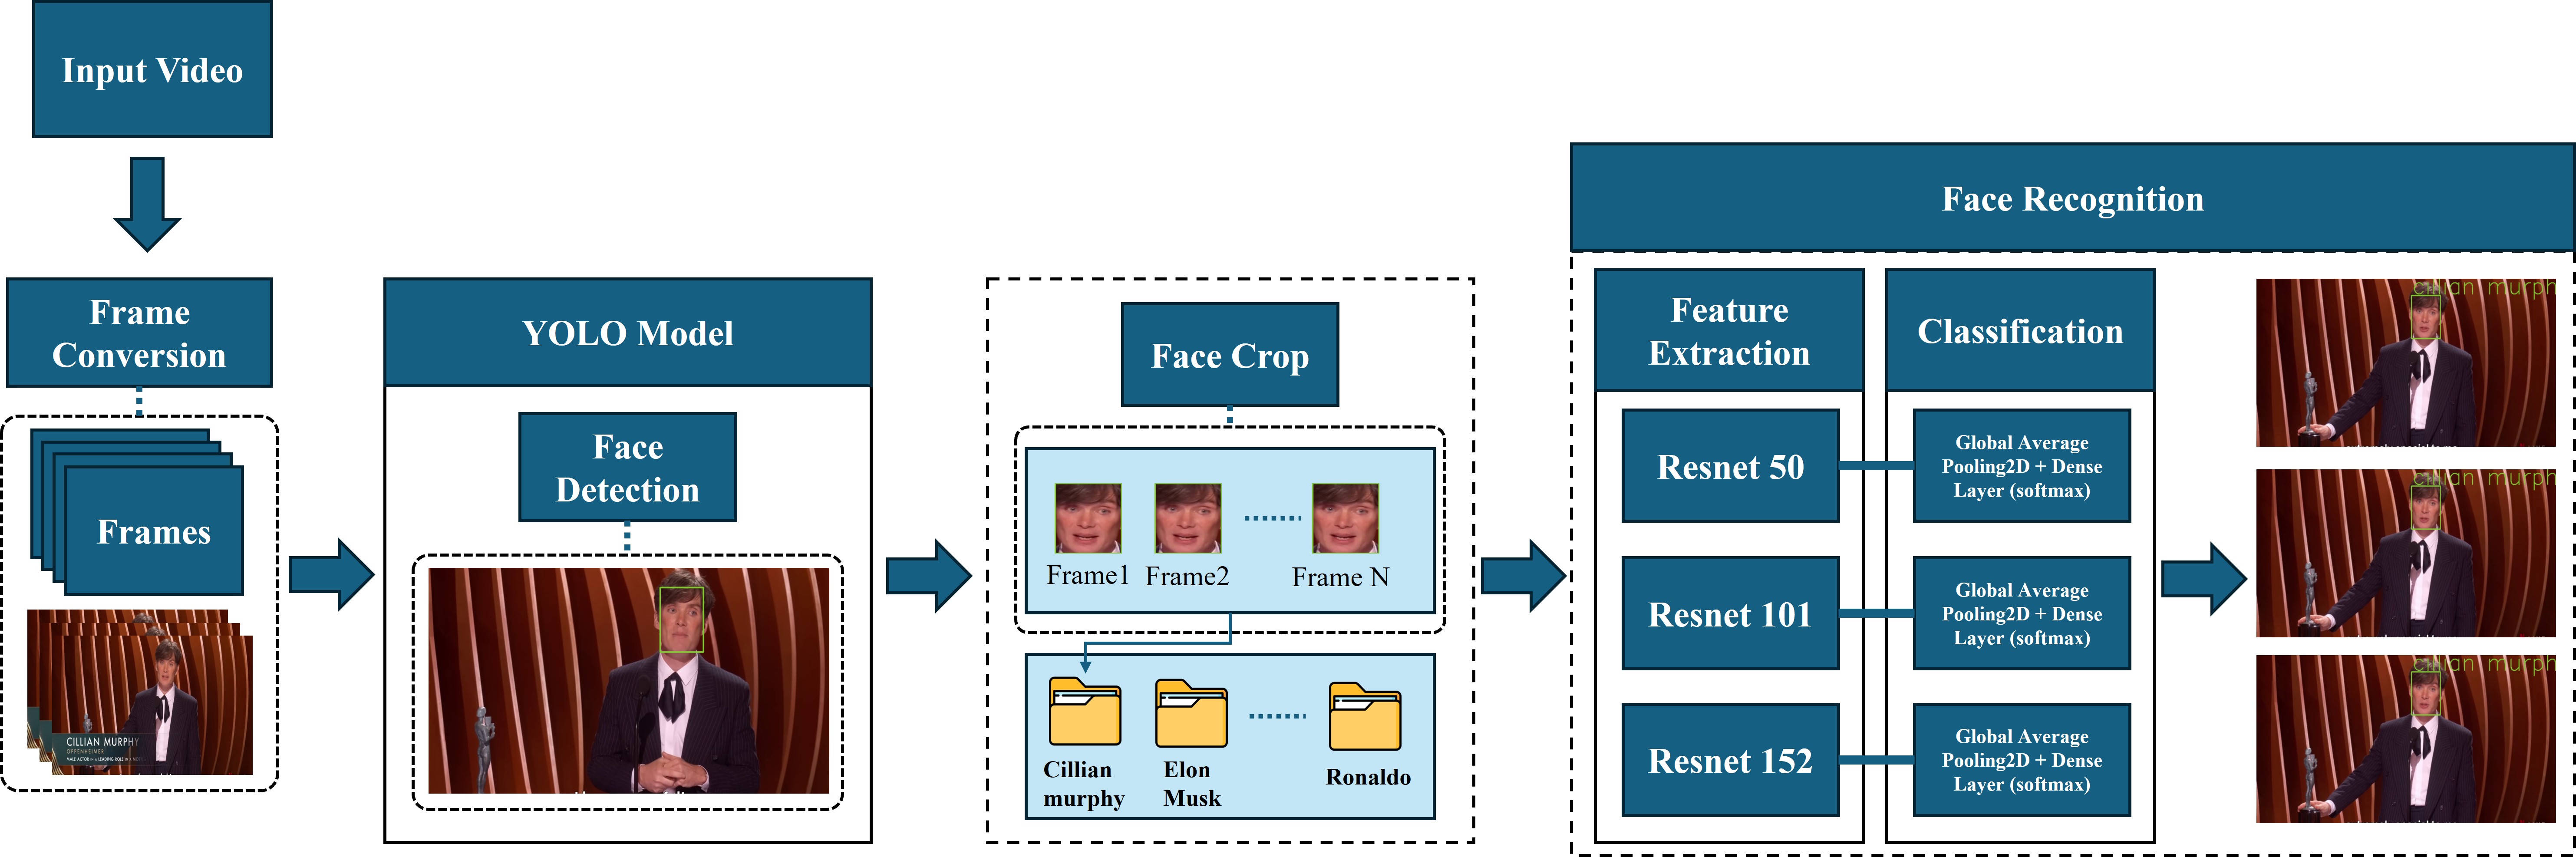 Input Video
Frame
Conversion
Frames
CILLIAN MURPHY
OPPENHEIMER
YOLO Model
Face
Detection
Face Crop
Frame1
Frame2
Frame N
Cillian
murphy
Elon
Musk
Ronaldo
Face Recognition
Feature
Extraction
Resnet 50
Resnet 101
Resnet 152
Classification
Global Average
Pooling2D + Dense
Layer (softmax)
Global Average
Pooling2D + Dense
Layer (softmax)
Global Average
Pooling2D + Dense
Layer (softmax)
cillian murph
cillian murph
cillian murph